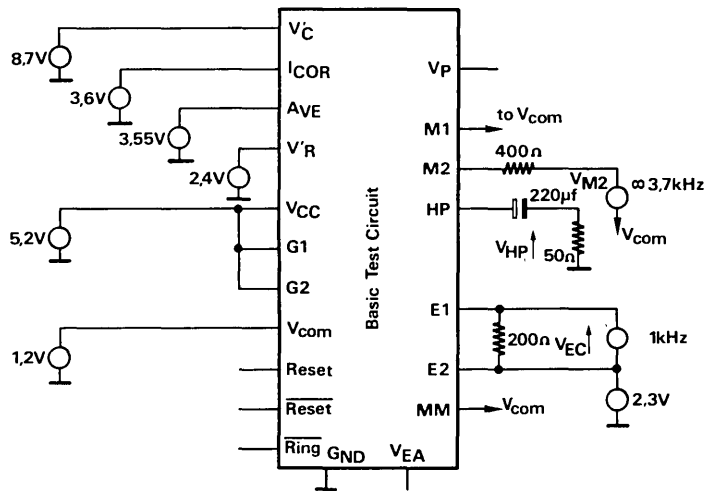 V'C
8,7V
ICOR
3,6V
AVE
3,55V
V'R
2,4V
VCC
5,2V
G1
G2
Vcom
1,2V
Reset
Reset
Ring
GND
VEA
Basic Test Circuit
VP
M1
to Vcom
400Ω
M2
VM2
∞ 3,7kHz
Vcom
HP
220µf
VHP
50Ω
E1
200Ω
VEC
1kHz
E2
2,3V
MM
Vcom